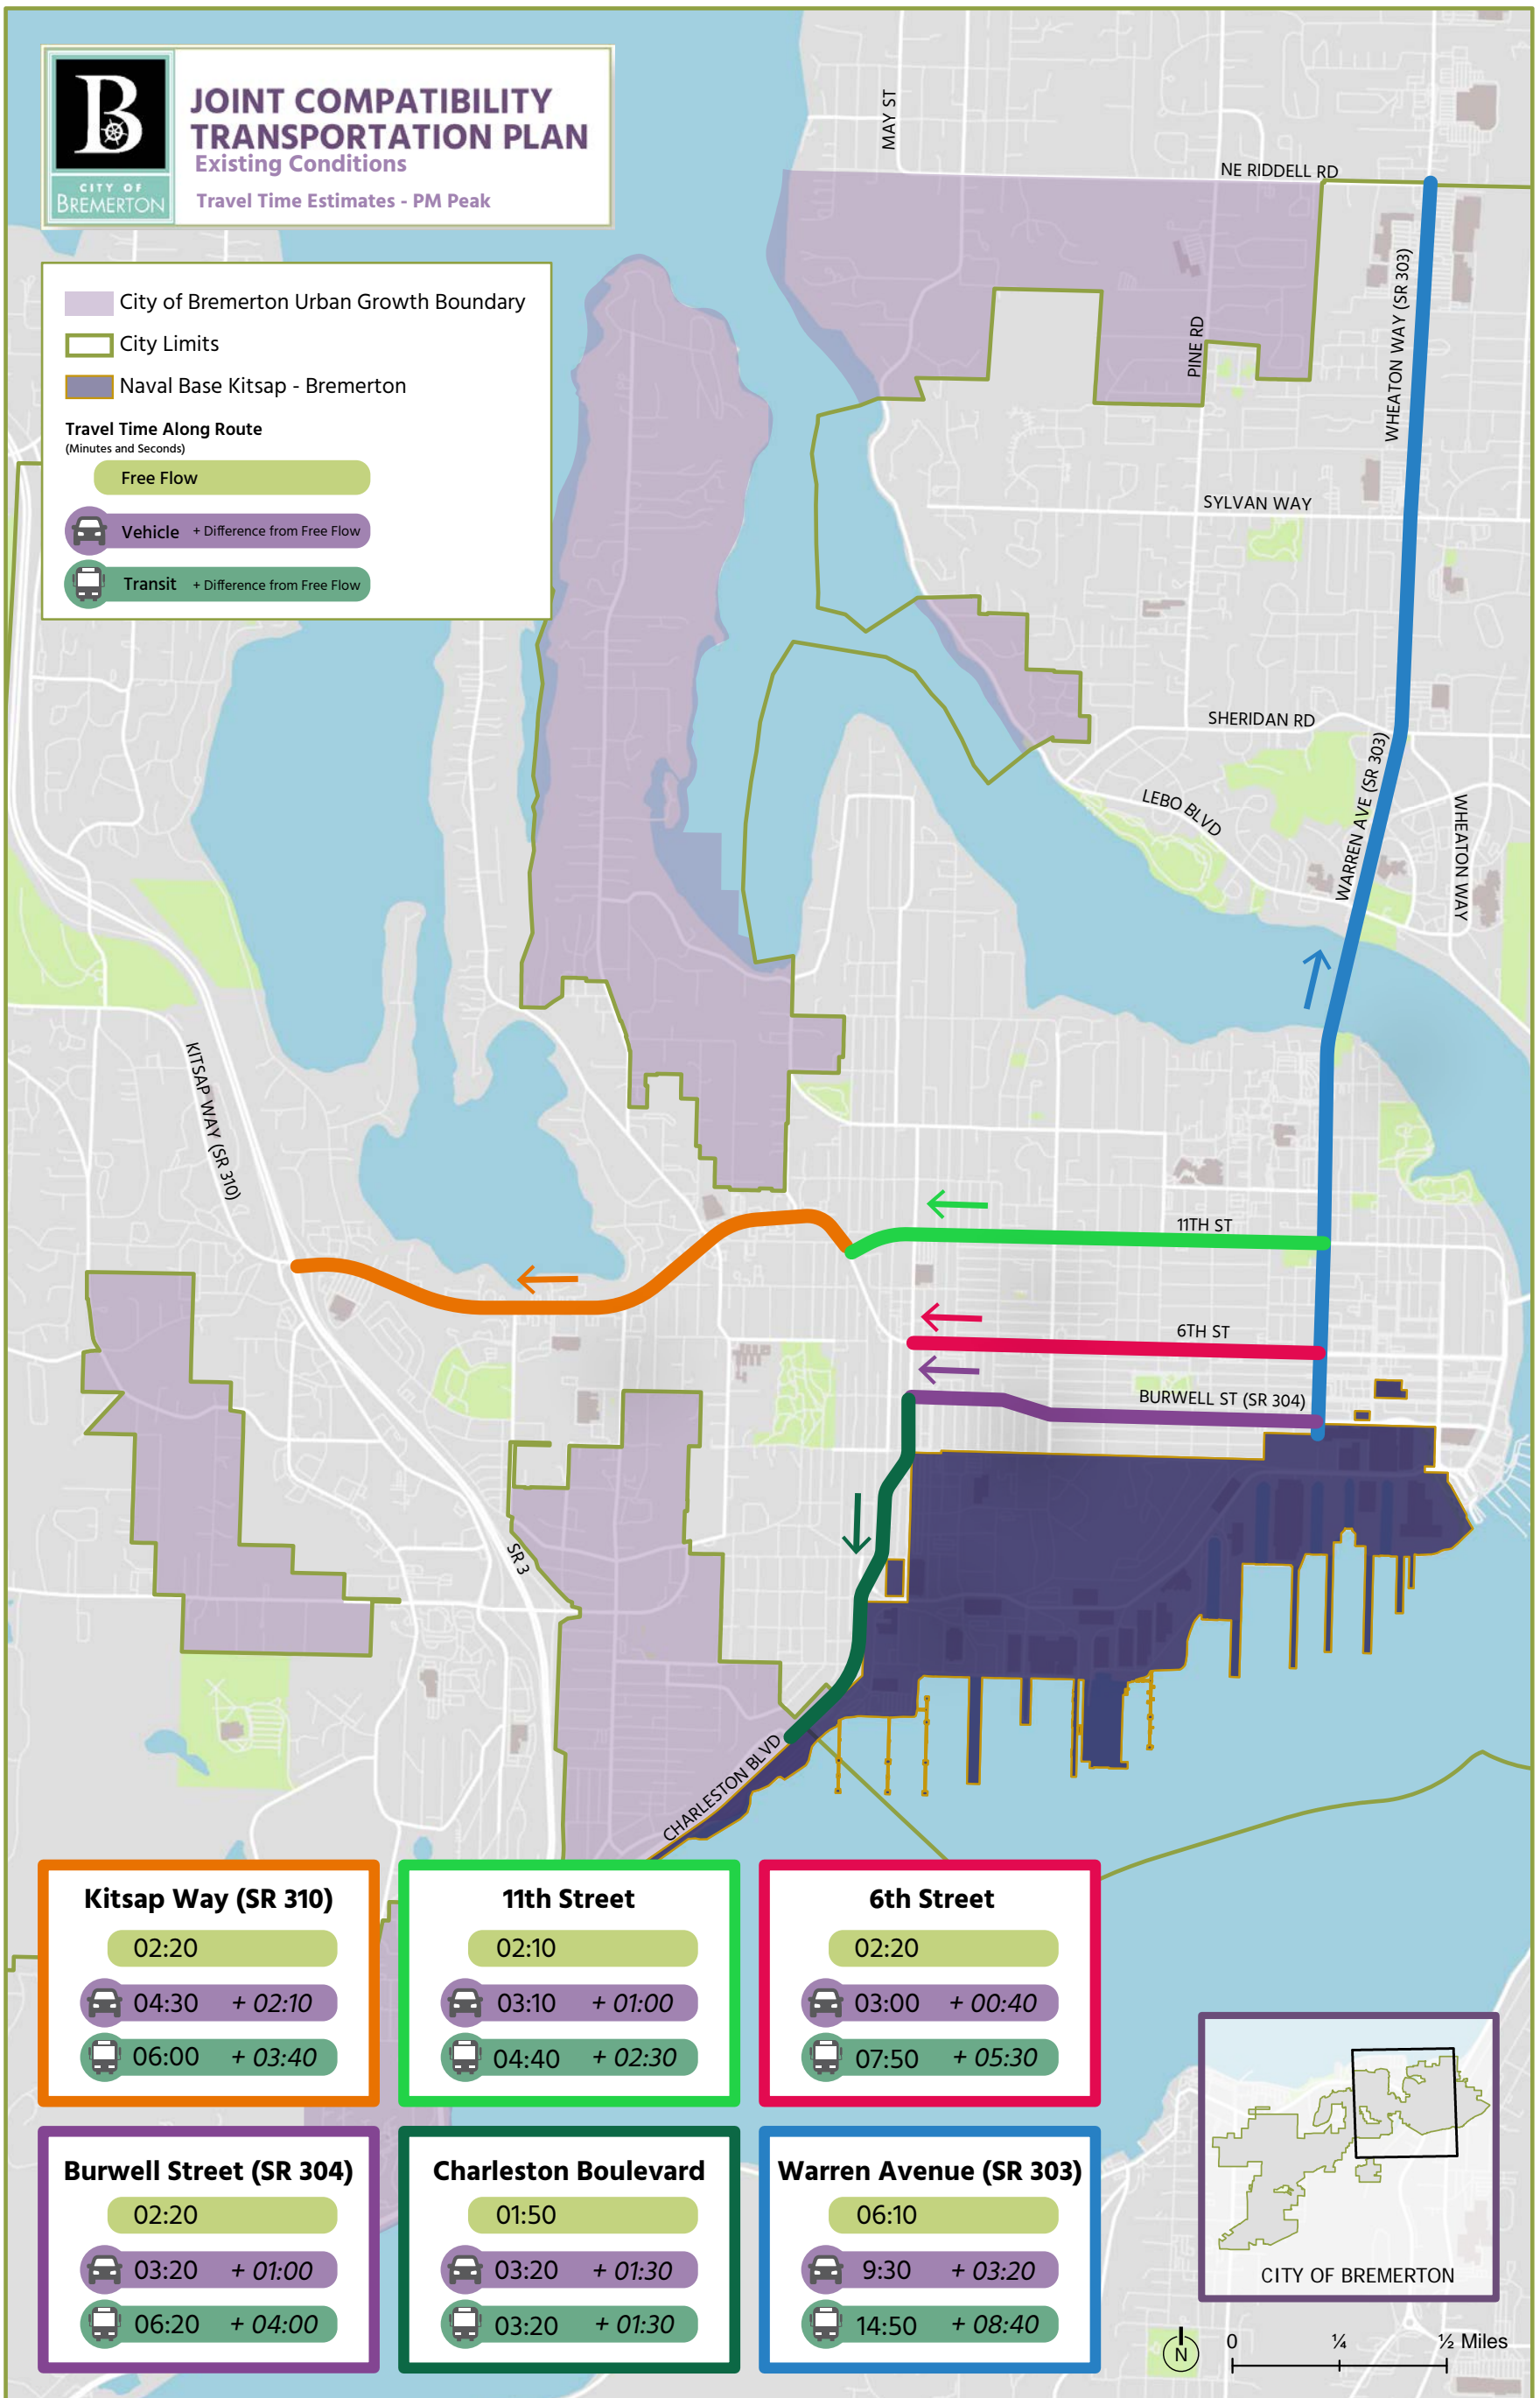 B
CITY OF
BREMERTON
JOINT COMPATIBILITY
TRANSPORTATION PLAN
Existing Conditions
Travel Time Estimates - PM Peak
City of Bremerton Urban Growth Boundary
City Limits
Naval Base Kitsap - Bremerton
Travel Time Along Route
(Minutes and Seconds)
Free Flow
Vehicle + Difference from Free Flow
Transit + Difference from Free Flow
MAY ST
NE RIDDELL RD
WHEATON WAY (SR 303)
PINE RD
SYLVAN WAY
SHERIDAN RD
LEBO BLVD
WARREN AVE (SR 303)
WHEATON WAY
KITSAP WAY (SR 310)
11TH ST
6TH ST
BURWELL ST (SR 304)
SR 3
CHARLESTON BLVD
Kitsap Way (SR 310)
02:20
04:30 + 02:10
06:00 + 03:40
11th Street
02:10
03:10 + 01:00
04:40 + 02:30
6th Street
02:20
03:00 + 00:40
07:50 + 05:30
Burwell Street (SR 304)
02:20
03:20 + 01:00
06:20 + 04:00
Charleston Boulevard
01:50
03:20 + 01:30
03:20 + 01:30
Warren Avenue (SR 303)
06:10
9:30 + 03:20
14:50 + 08:40
CITY OF BREMERTON
N
0 ¼ ½ Miles